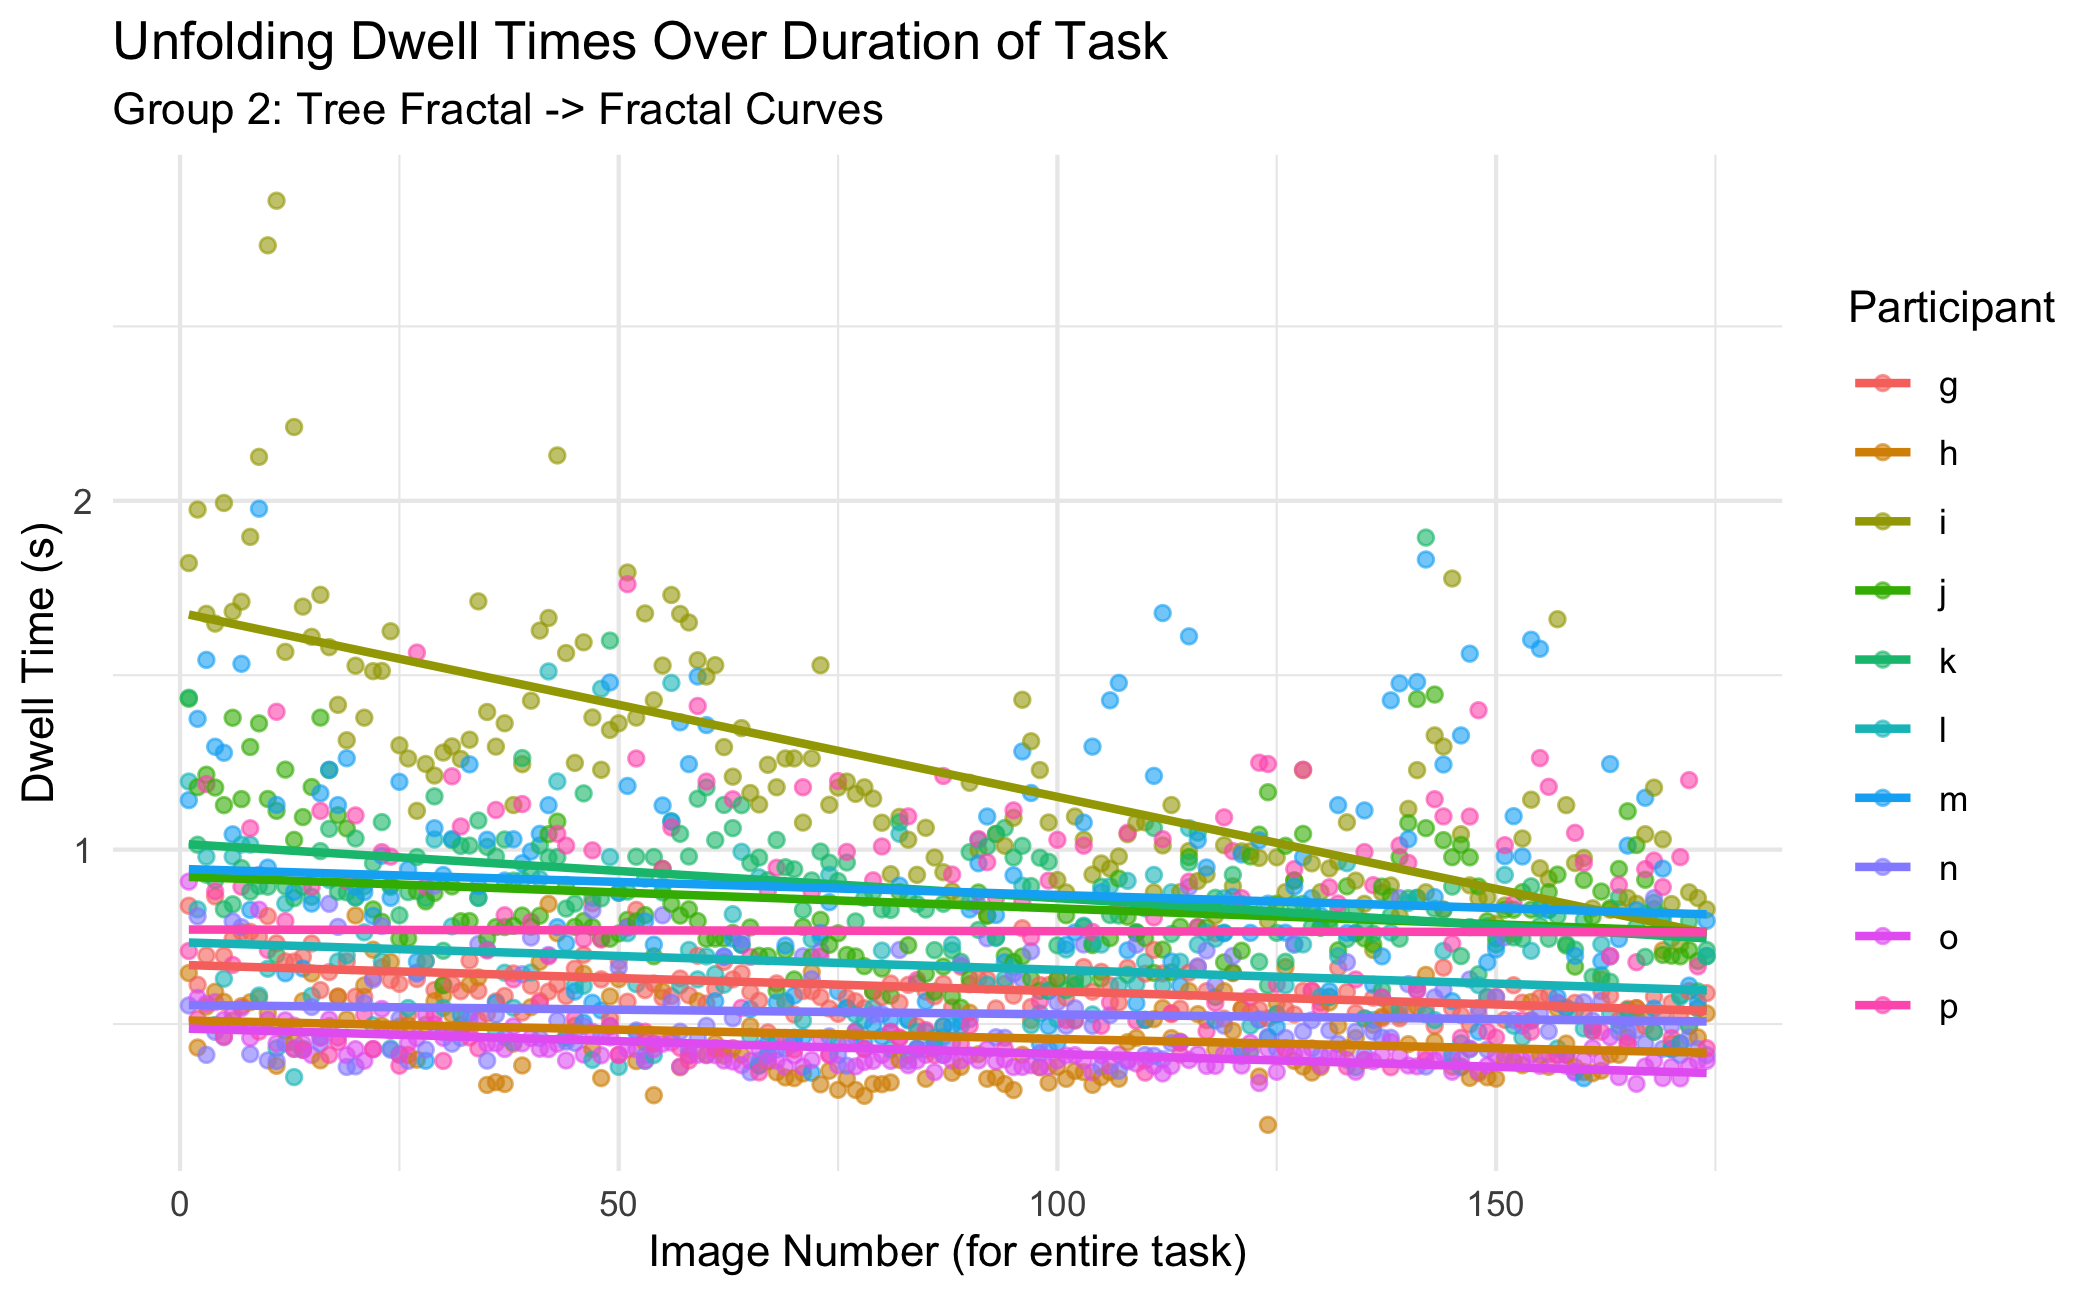 Unfolding Dwell Times Over Duration of Task
Group 2: Tree Fractal -> Fractal Curves
Dwell Time (s)
2
1
0
50
100
150
Image Number (for entire task)
Participant
g
h
i
j
k
l
m
n
o
p